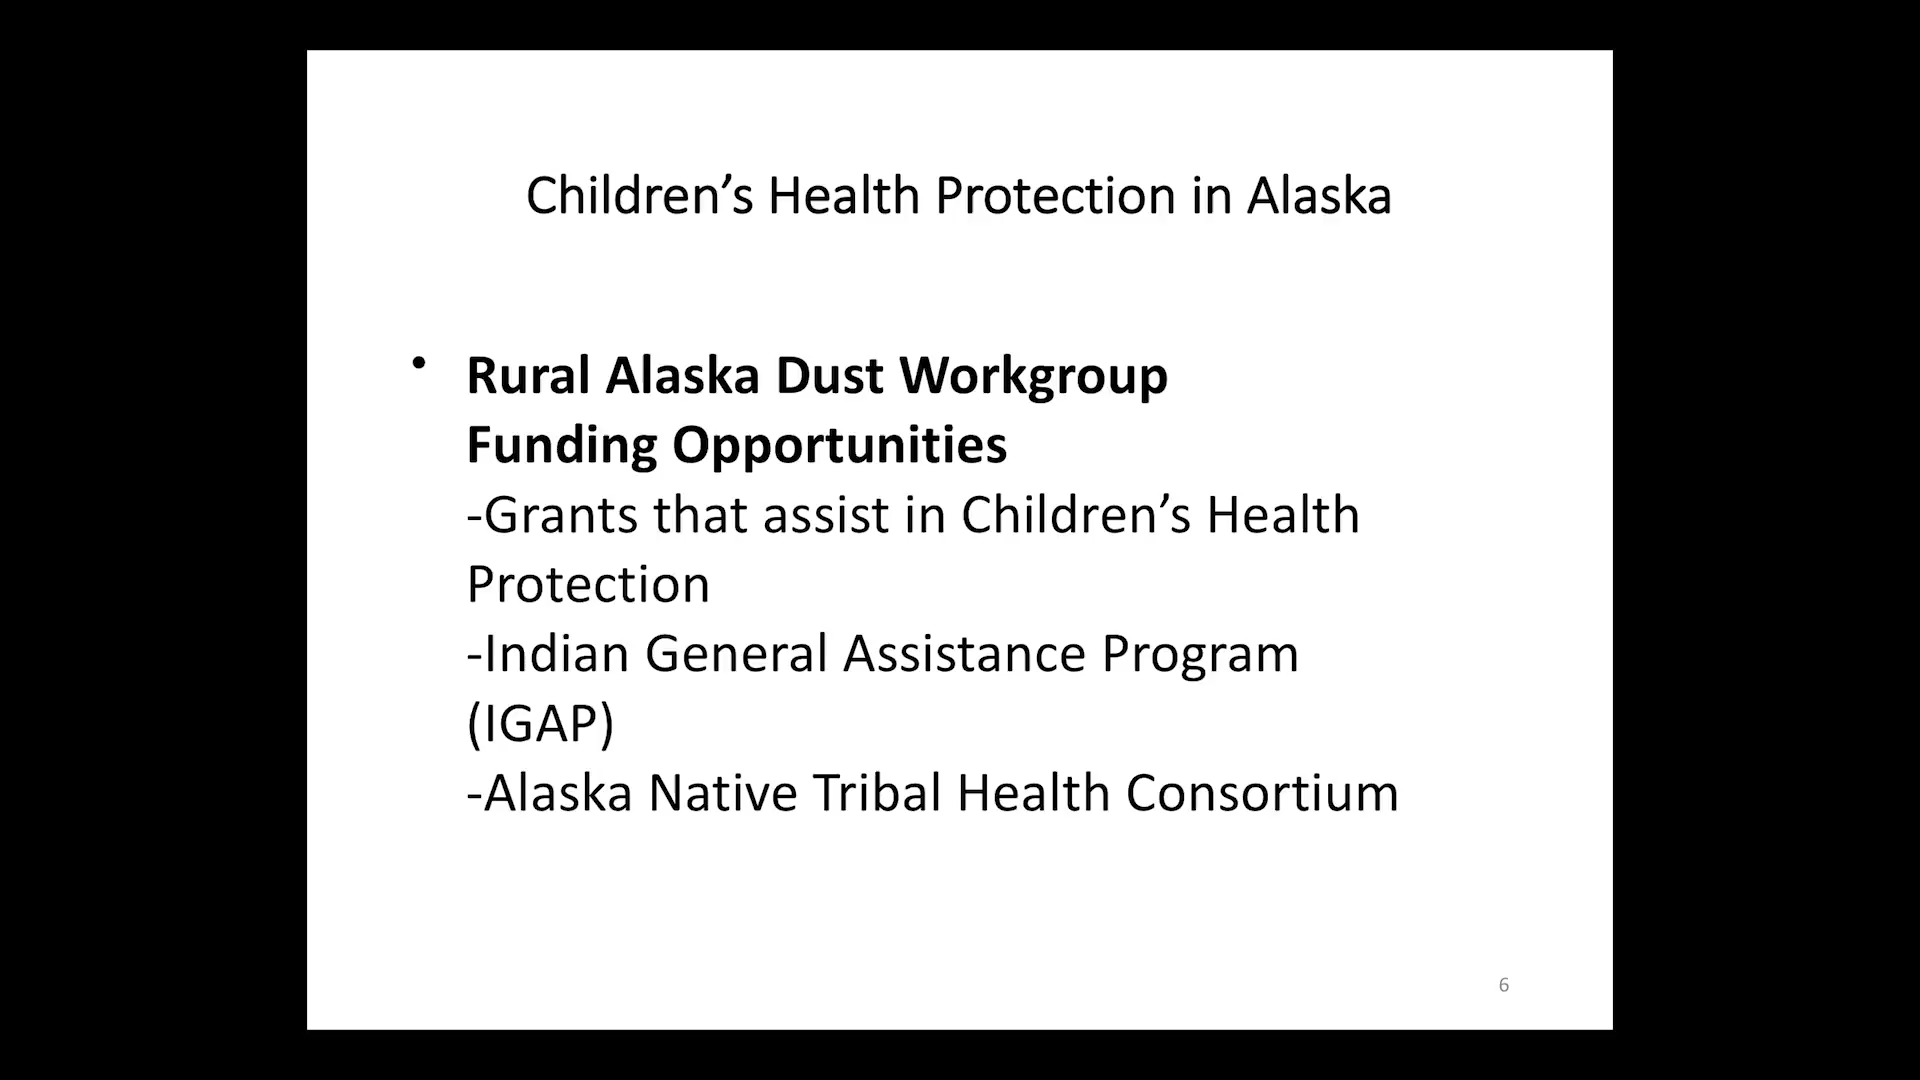 Children’s Health Protection in Alaska
• Rural Alaska Dust Workgroup
Funding Opportunities
-Grants that assist in Children’s Health
Protection
-Indian General Assistance Program
(IGAP)
-Alaska Native Tribal Health Consortium
6